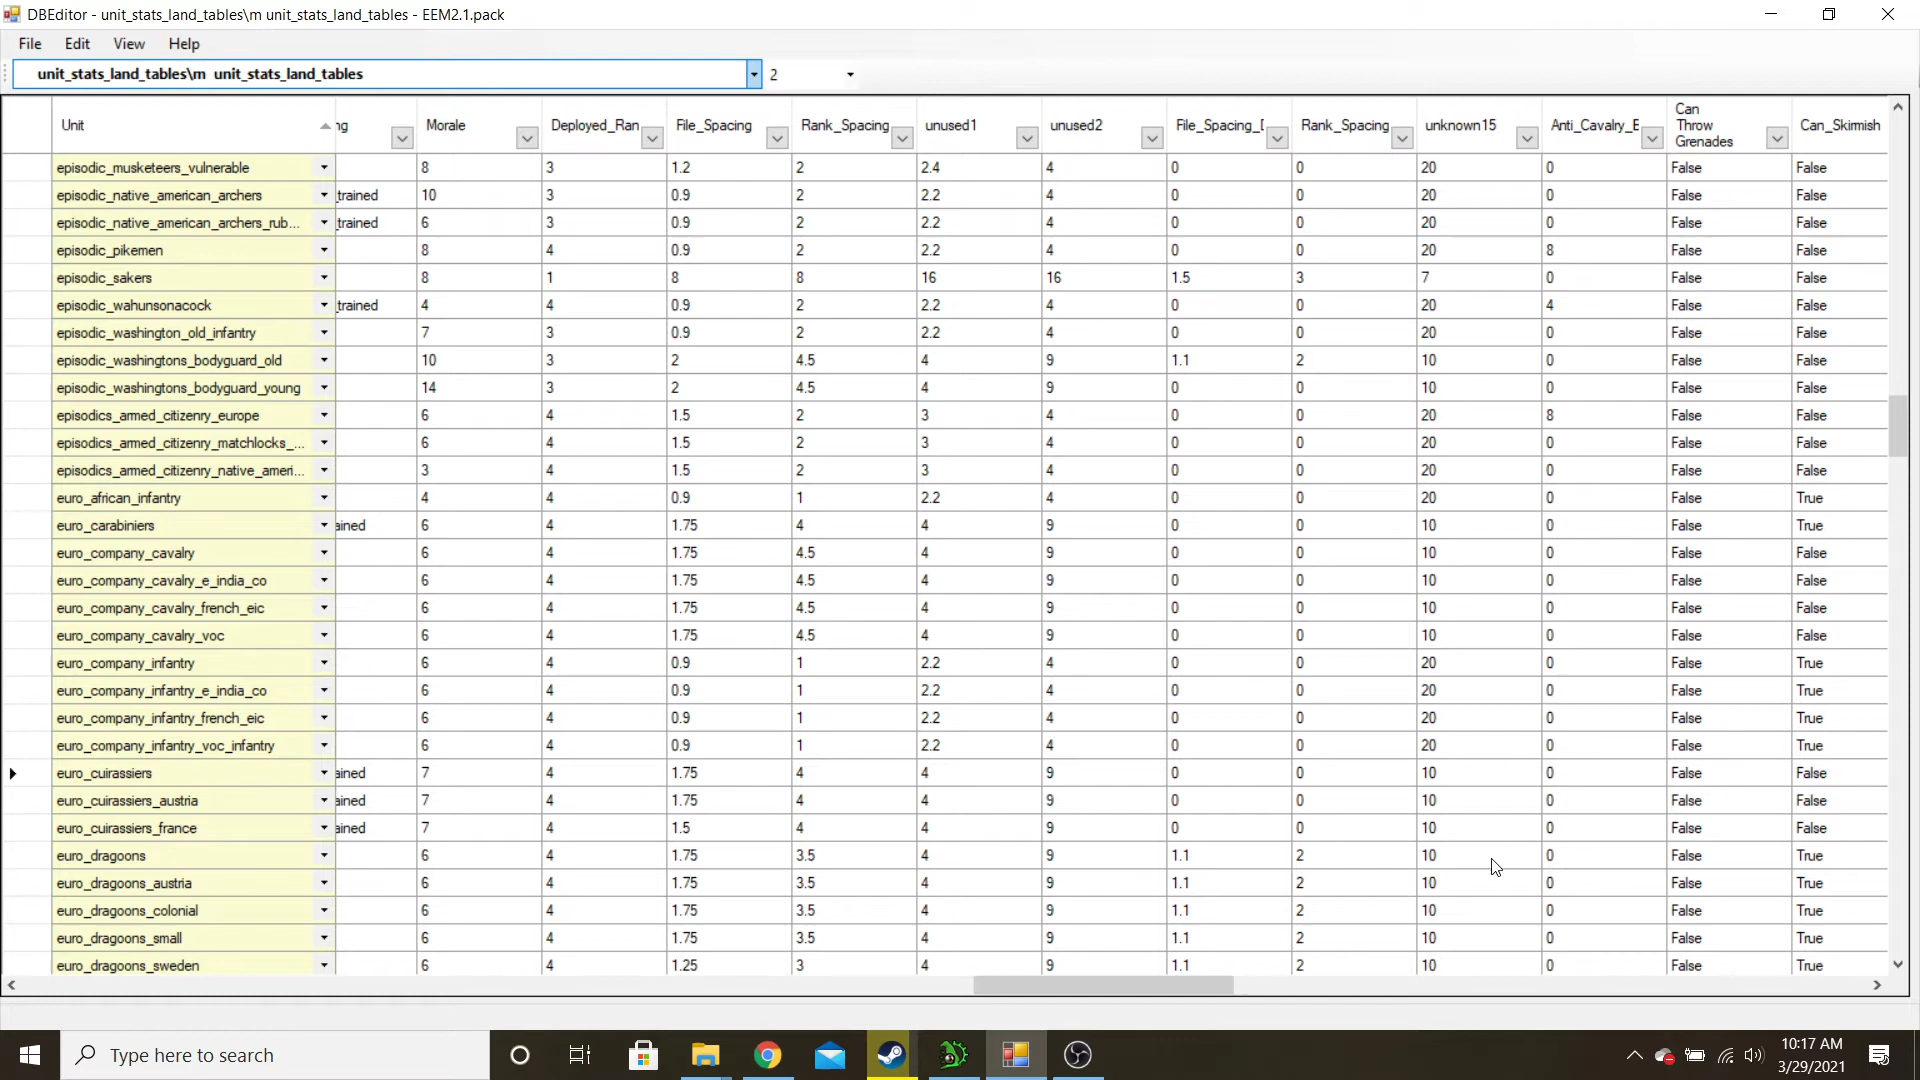 DBEditor - unit_stats_land_tables\m unit_stats_land_tables - EEM2.1.pack
File Edit View Help
unit_stats_land_tables\m unit_stats_land_tables 2
Unit ng Morale Deployed_Ran File_Spacing Rank_Spacing unused1 unused2 File_Spacing_D Rank_Spacing unknown15 Anti_Cavalry_E Can Throw Grenades Can_Skirmish
episodic_musketeers_vulnerable 8 3 1.2 2 2.4 4 0 0 20 0 False False
episodic_native_american_archers _trained 10 3 0.9 2 2.2 4 0 0 20 0 False False
episodic_native_american_archers_rub... _trained 6 3 0.9 2 2.2 4 0 0 20 0 False False
episodic_pikemen 8 4 0.9 2 2.2 4 0 0 20 8 False False
episodic_sakers 8 1 8 8 16 16 1.5 3 7 0 False False
episodic_wahunsonacock _trained 4 4 0.9 2 2.2 4 0 0 20 4 False False
episodic_washington_old_infantry 7 3 0.9 2 2.2 4 0 0 20 0 False False
episodic_washingtons_bodyguard_old 10 3 2 4.5 4 9 1.1 2 10 0 False False
episodic_washingtons_bodyguard_young 14 3 2 4.5 4 9 0 0 10 0 False False
episodics_armed_citizenry_europe 6 4 1.5 2 3 4 0 0 20 8 False False
episodics_armed_citizenry_matchlocks_... 6 4 1.5 2 3 4 0 0 20 0 False False
episodics_armed_citizenry_native_ameri... 3 4 1.5 2 3 4 0 0 20 0 False False
euro_african_infantry 4 4 0.9 1 2.2 4 0 0 20 0 False True
euro_carabiniers ained 6 4 1.75 4 4 9 0 0 10 0 False True
euro_company_cavalry 6 4 1.75 4.5 4 9 0 0 10 0 False False
euro_company_cavalry_e_india_co 6 4 1.75 4.5 4 9 0 0 10 0 False False
euro_company_cavalry_french_eic 6 4 1.75 4.5 4 9 0 0 10 0 False False
euro_company_cavalry_voc 6 4 1.75 4.5 4 9 0 0 10 0 False False
euro_company_infantry 6 4 0.9 1 2.2 4 0 0 20 0 False True
euro_company_infantry_e_india_co 6 4 0.9 1 2.2 4 0 0 20 0 False True
euro_company_infantry_french_eic 6 4 0.9 1 2.2 4 0 0 20 0 False True
euro_company_infantry_voc_infantry 6 4 0.9 1 2.2 4 0 0 20 0 False True
euro_cuirassiers ained 7 4 1.75 4 4 9 0 0 10 0 False False
euro_cuirassiers_austria ained 7 4 1.75 4 4 9 0 0 10 0 False False
euro_cuirassiers_france ained 7 4 1.5 4 4 9 0 0 10 0 False False
euro_dragoons 6 4 1.75 3.5 4 9 1.1 2 10 0 False True
euro_dragoons_austria 6 4 1.75 3.5 4 9 1.1 2 10 0 False True
euro_dragoons_colonial 6 4 1.75 3.5 4 9 1.1 2 10 0 False True
euro_dragoons_small 6 4 1.75 3.5 4 9 1.1 2 10 0 False True
euro_dragoons_sweden 6 4 1.25 3 4 9 1.1 2 10 0 False True
Type here to search
10:17 AM
3/29/2021